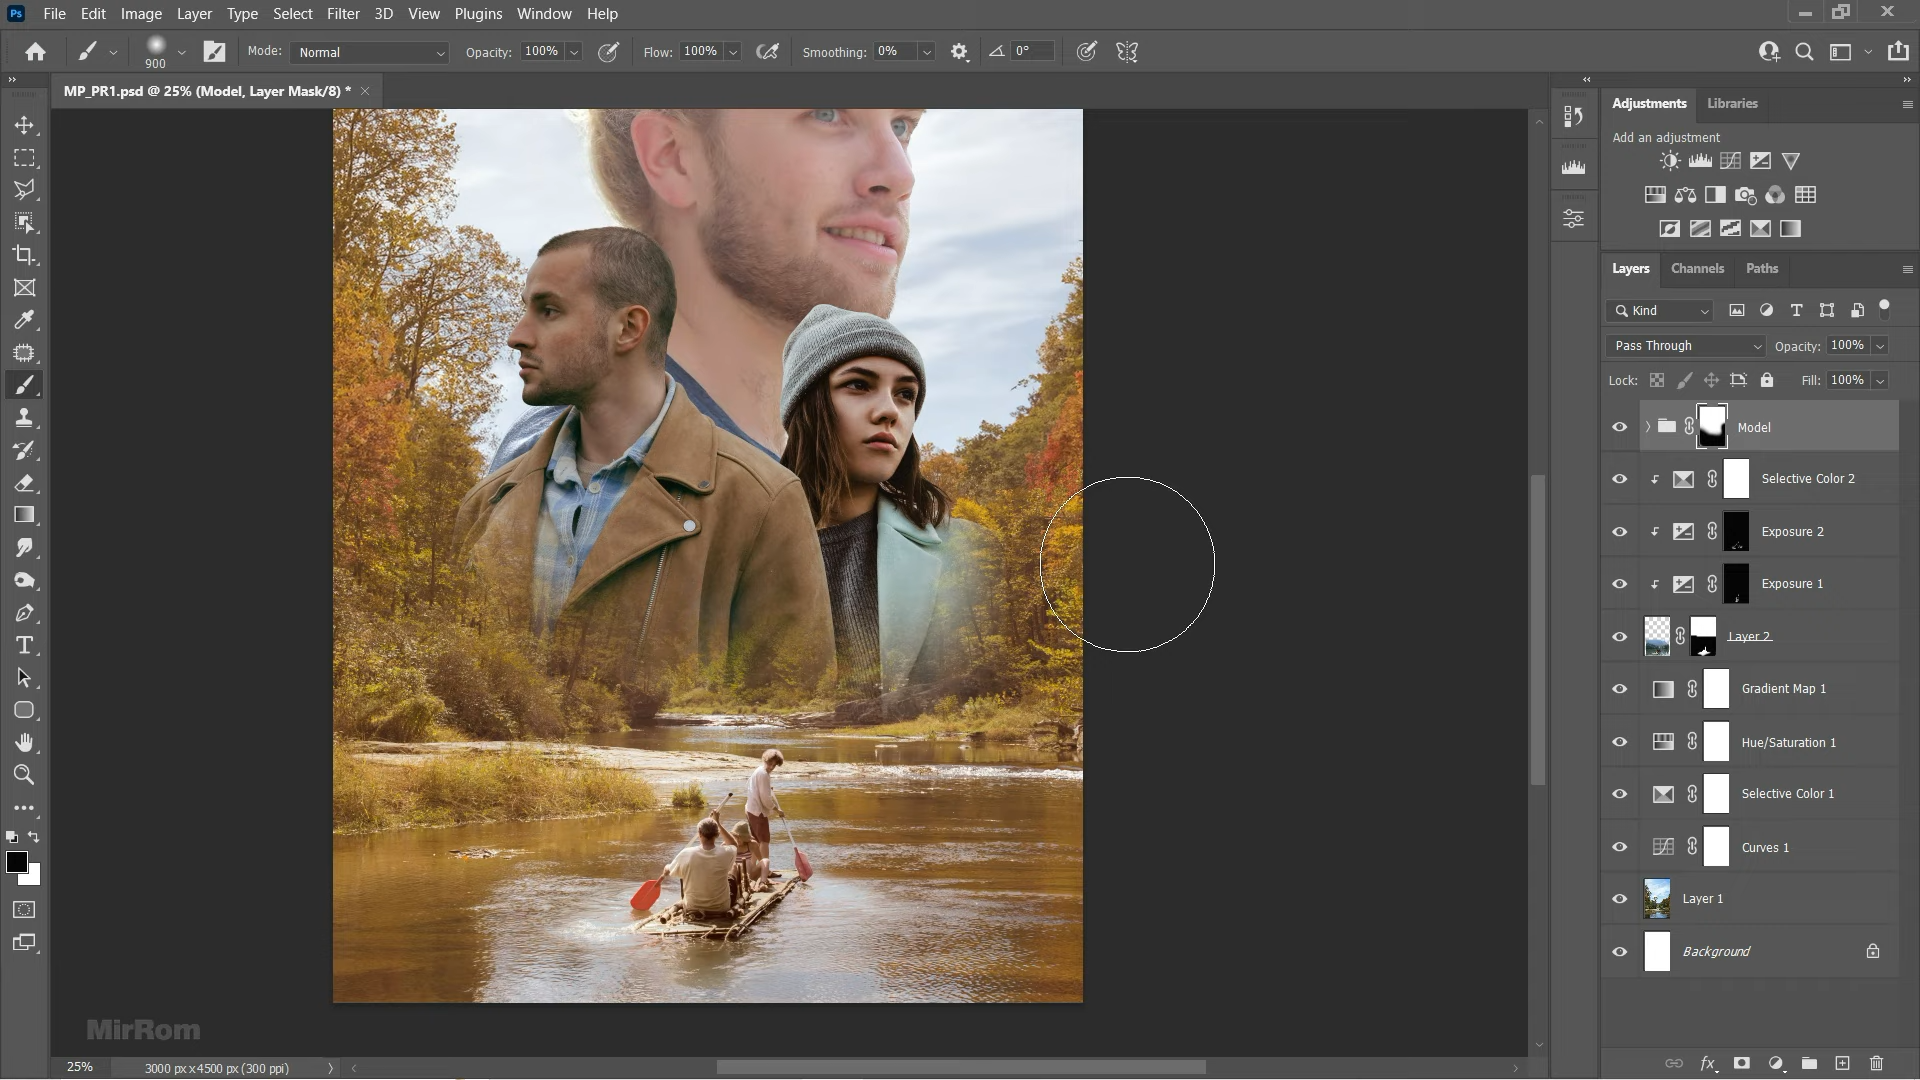 Ps File Edit Image Layer Type Select Filter 3D View Plugins Window Help
900 Mode: Normal Opacity: 100% Flow: 100% Smoothing: 0% 0°
MP_PR1.psd @ 25% (Model, Layer Mask/8) *
Adjustments Libraries
Add an adjustment
Layers Channels Paths
Kind
Pass Through Opacity: 100%
Lock: Fill: 100%
Model
Selective Color 2
Exposure 2
Exposure 1
Layer 2
Gradient Map 1
Hue/Saturation 1
Selective Color 1
Curves 1
Layer 1
Background
MirRom
25% 3000 px x 4500 px (300 ppi)
fx